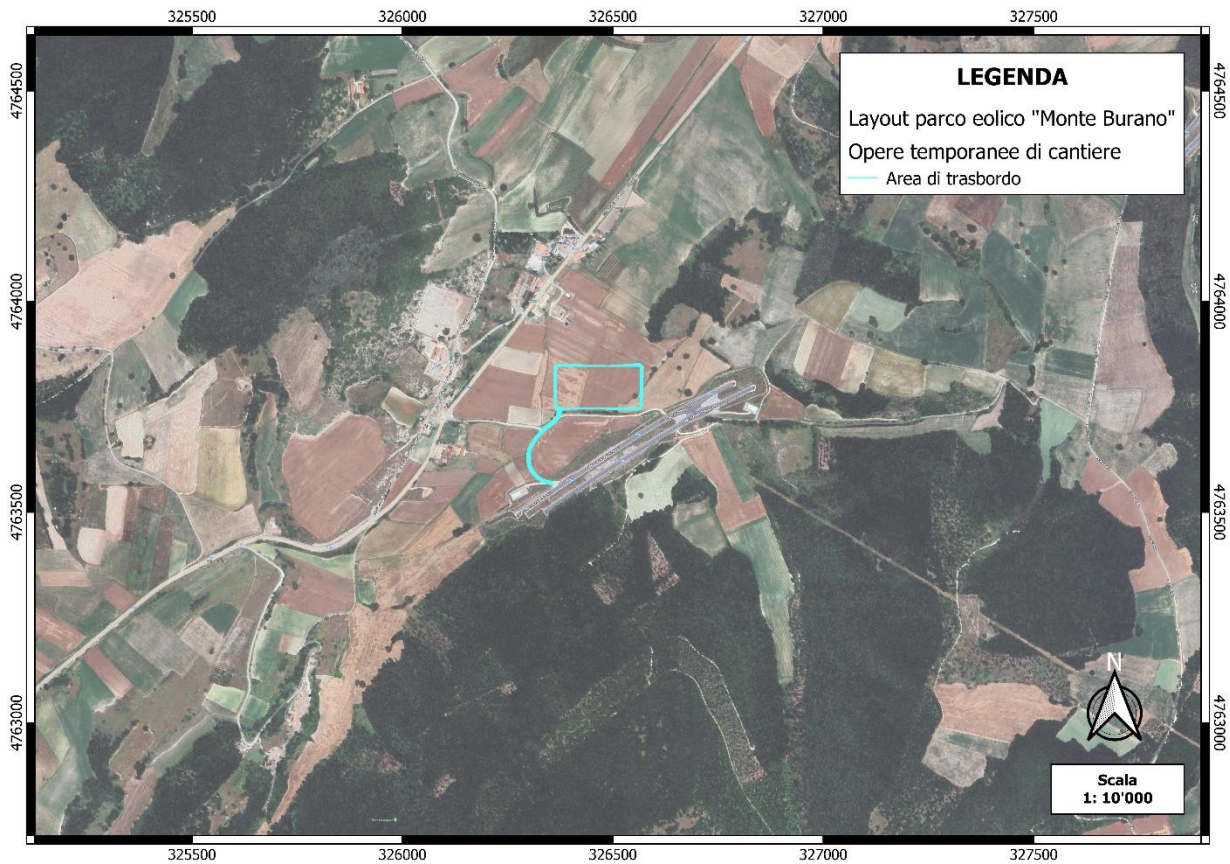 325500 326000 326500 327000 327500
4764500 4764500
LEGENDA
Layout parco eolico "Monte Burano"
Opere temporanee di cantiere
Area di trasbordo
4764000 4764000
4763500 4763500
4763000 4763000
N
Scala
1: 10'000
325500 326000 326500 327000 327500